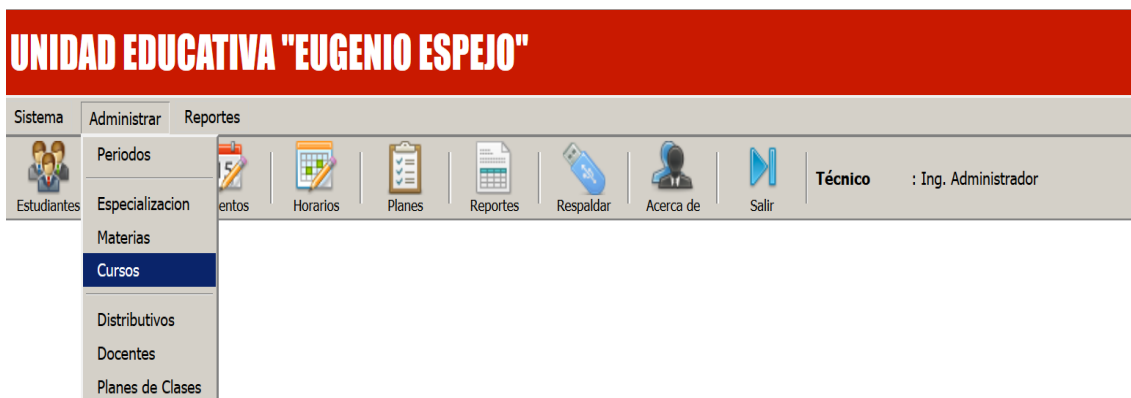 UNIDAD EDUCATIVA "EUGENIO ESPEJO"
Sistema Administrar Reportes
Periodos
Especializacion
Materias
Cursos
Distributivos
Docentes
Planes de Clases
Estudiantes Horarios Planes Reportes Respaldar Acerca de Salir
Técnico : Ing. Administrador